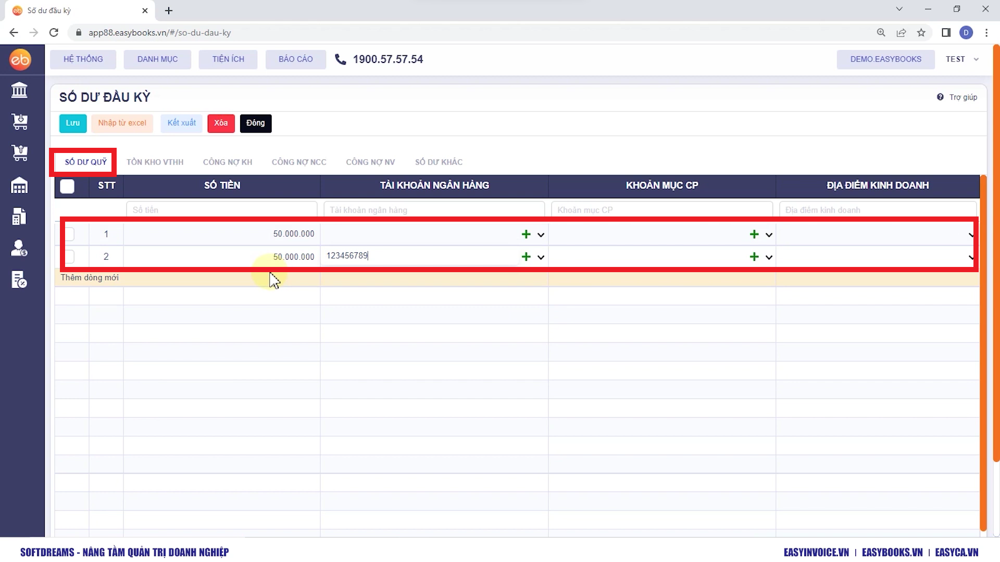 Số dư đầu kỳ
app88.easybooks.vn/#/so-du-dau-ky
D
eb
HỆ THỐNG DANH MỤC TIỆN ÍCH BÁO CÁO 1900.57.57.54 DEMO.EASYBOOKS TEST
SỐ DƯ ĐẦU KỲ
Trợ giúp
Lưu Nhập từ excel Kết xuất Xóa Đóng
SỐ DƯ QUỸ TỒN KHO VTHH CÔNG NỢ KH CÔNG NỢ NCC CÔNG NỢ NV SỐ DƯ KHÁC
STT SỐ TIỀN TÀI KHOẢN NGÂN HÀNG KHOẢN MỤC CP ĐỊA ĐIỂM KINH DOANH
Số tiền Tài khoản ngân hàng Khoản mục CP Địa điểm kinh doanh
1 50.000.000
2 50.000.000 123456789
Thêm dòng mới
SOFTDREAMS - NÂNG TẦM QUẢN TRỊ DOANH NGHIỆP
EASYINVOICE.VN | EASYBOOKS.VN | EASYCA.VN